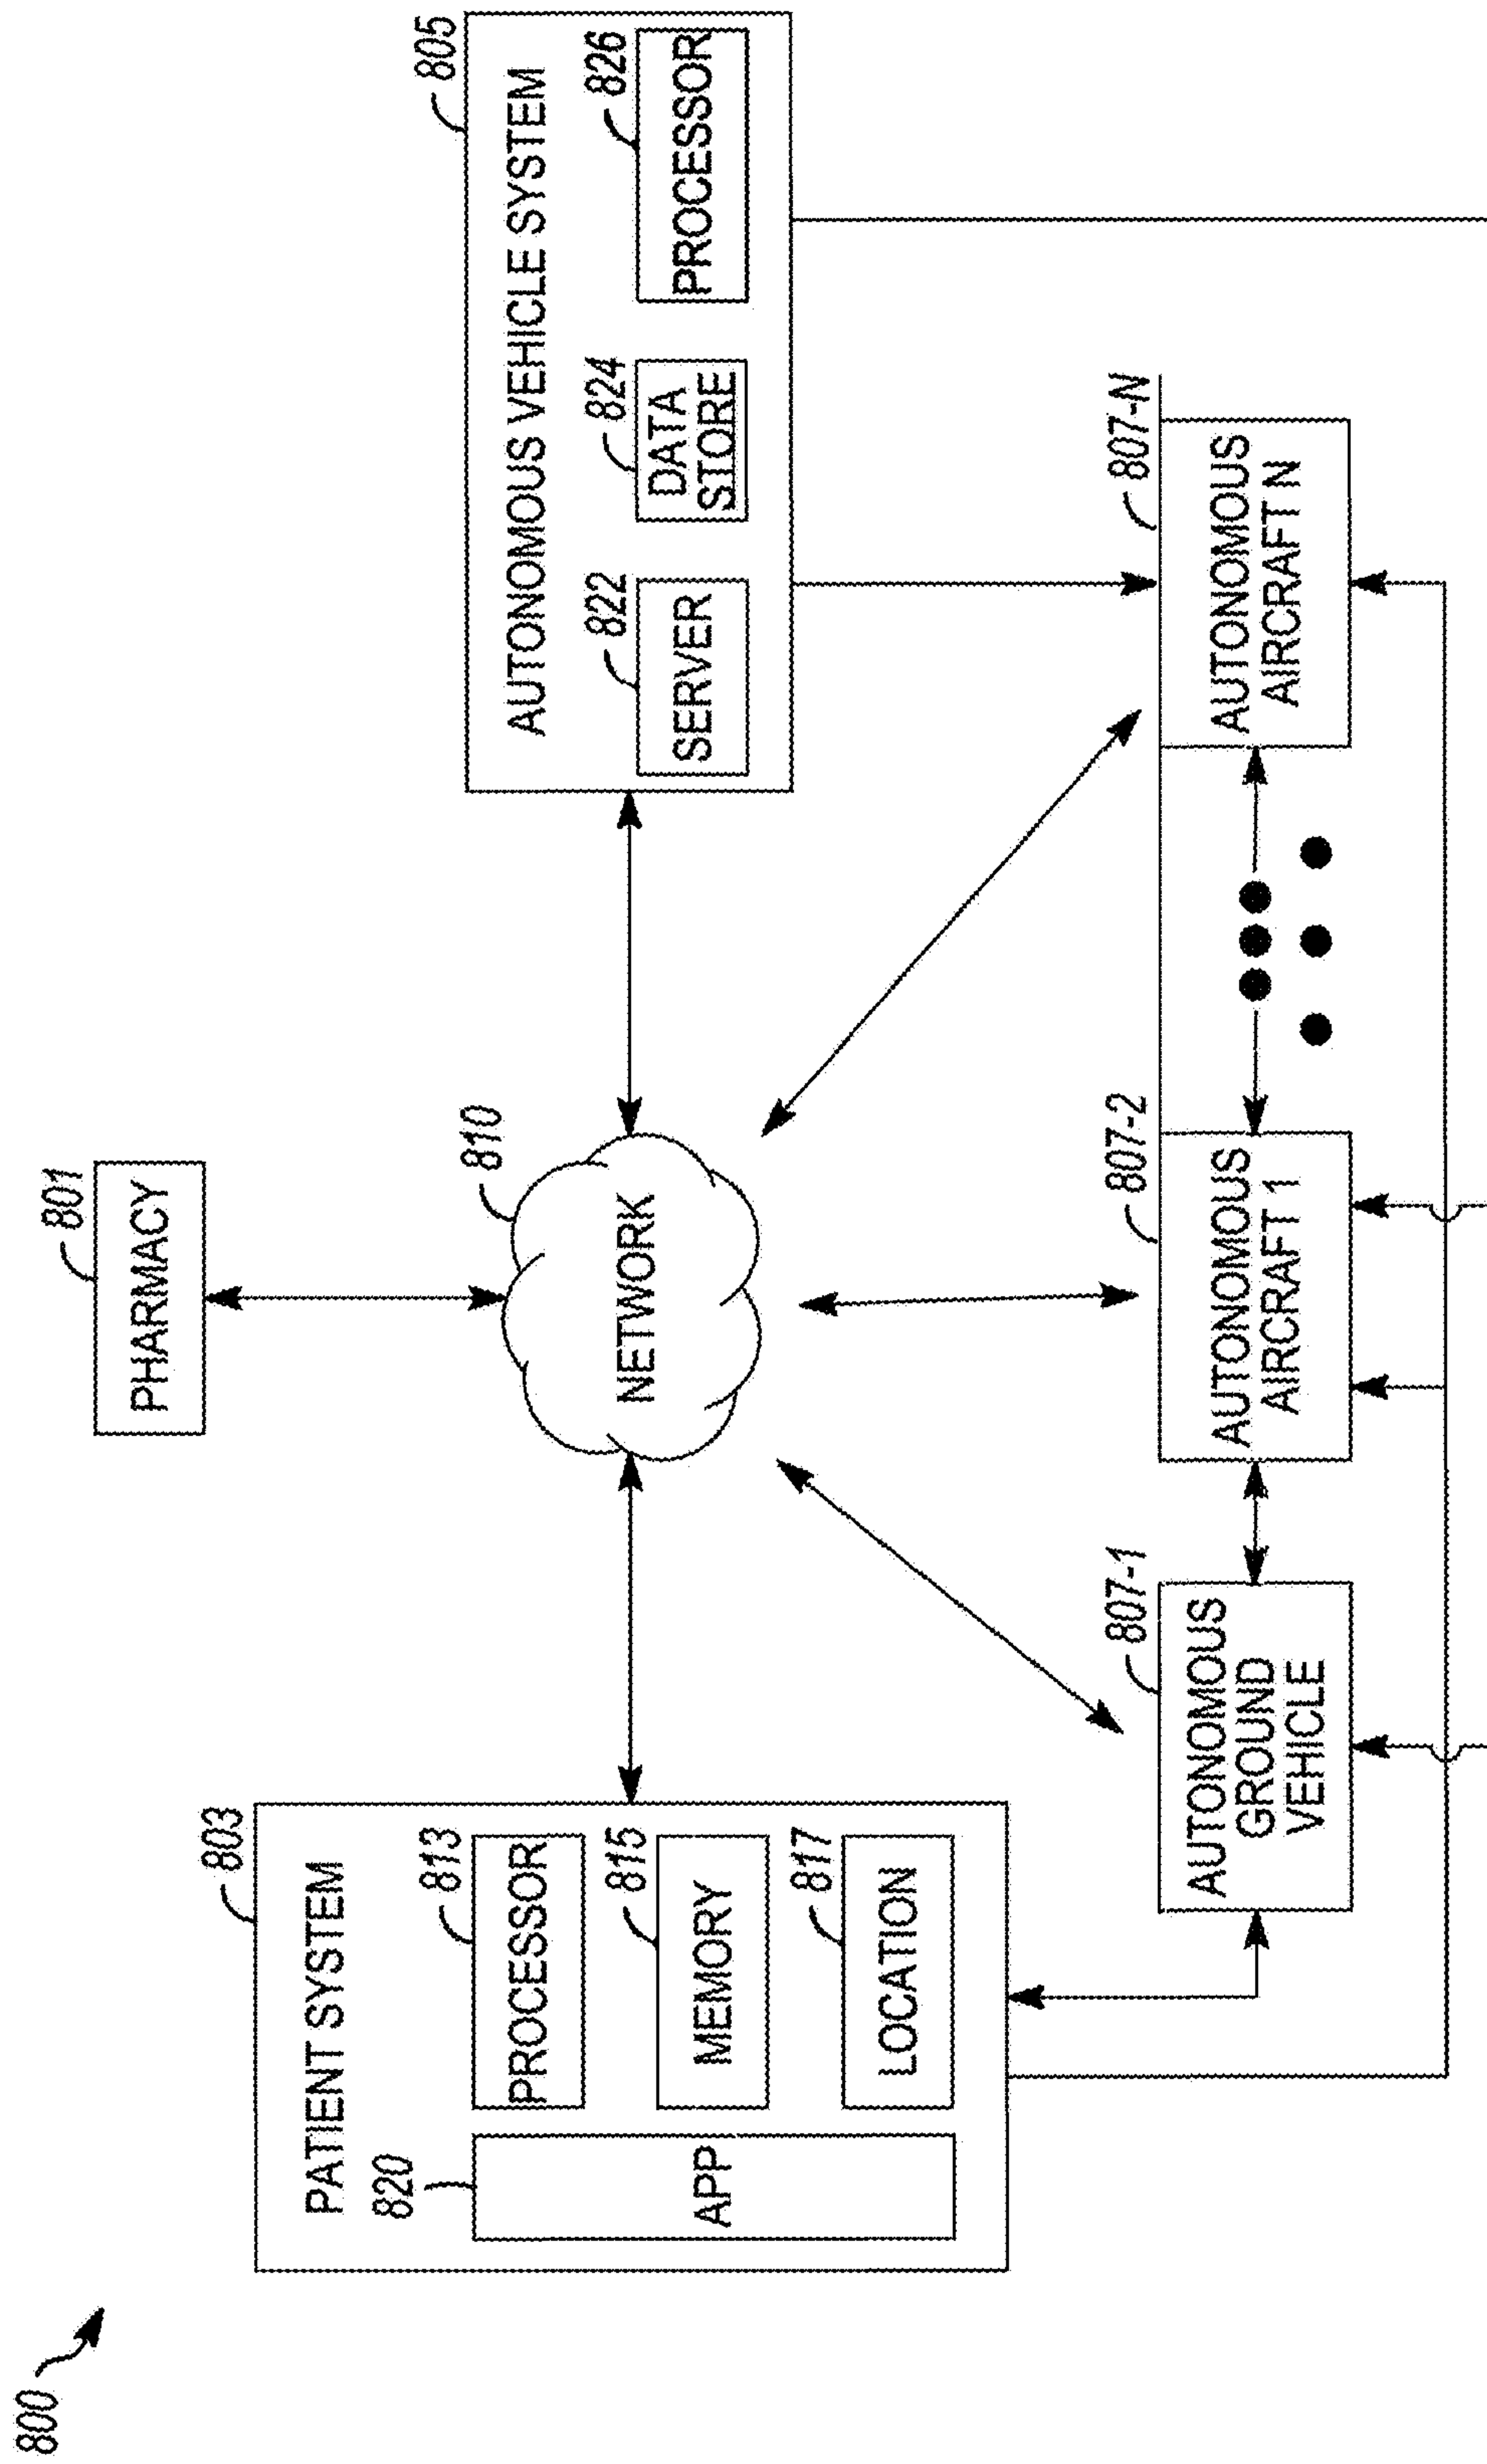 800
801
PHARMACY
803
PATIENT SYSTEM
820
APP
813
PROCESSOR
815
MEMORY
817
LOCATION
810
NETWORK
805
AUTONOMOUS VEHICLE SYSTEM
822
SERVER
824
DATA
STORE
826
PROCESSOR
807-1
AUTONOMOUS
GROUND
VEHICLE
807-2
AUTONOMOUS
AIRCRAFT 1
807-N
AUTONOMOUS
AIRCRAFT N